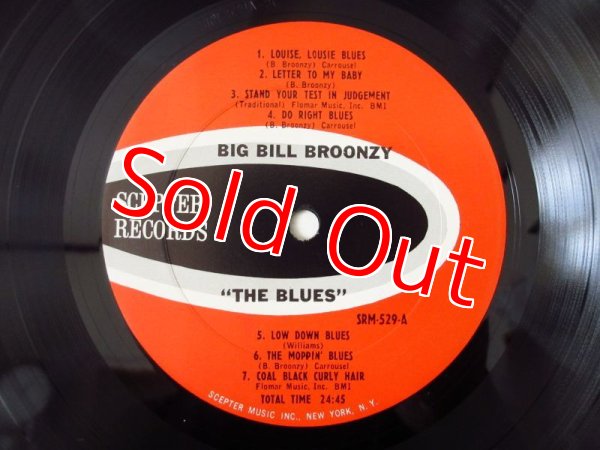 1. LOUISE, LOUSIE BLUES
(B. Broonzy) Carrousel
2. LETTER TO MY BABY
(B. Broonzy)
3. STAND YOUR TEST IN JUDGEMENT
(Traditional) Flomar Music, Inc. BMI
4. DO RIGHT BLUES
(B. Broonzy) Carrousel
BIG BILL BROONZY
SCEPTER
RECORDS
Sold Out
"THE BLUES"
SRM-529-A
5. LOW DOWN BLUES
(Williams)
6. THE MOPPIN' BLUES
(B. Broonzy) Carrousel
7. COAL BLACK CURLY HAIR
Flomar Music, Inc. BMI
TOTAL TIME 24:45
SCEPTER MUSIC INC., NEW YORK, N. Y.